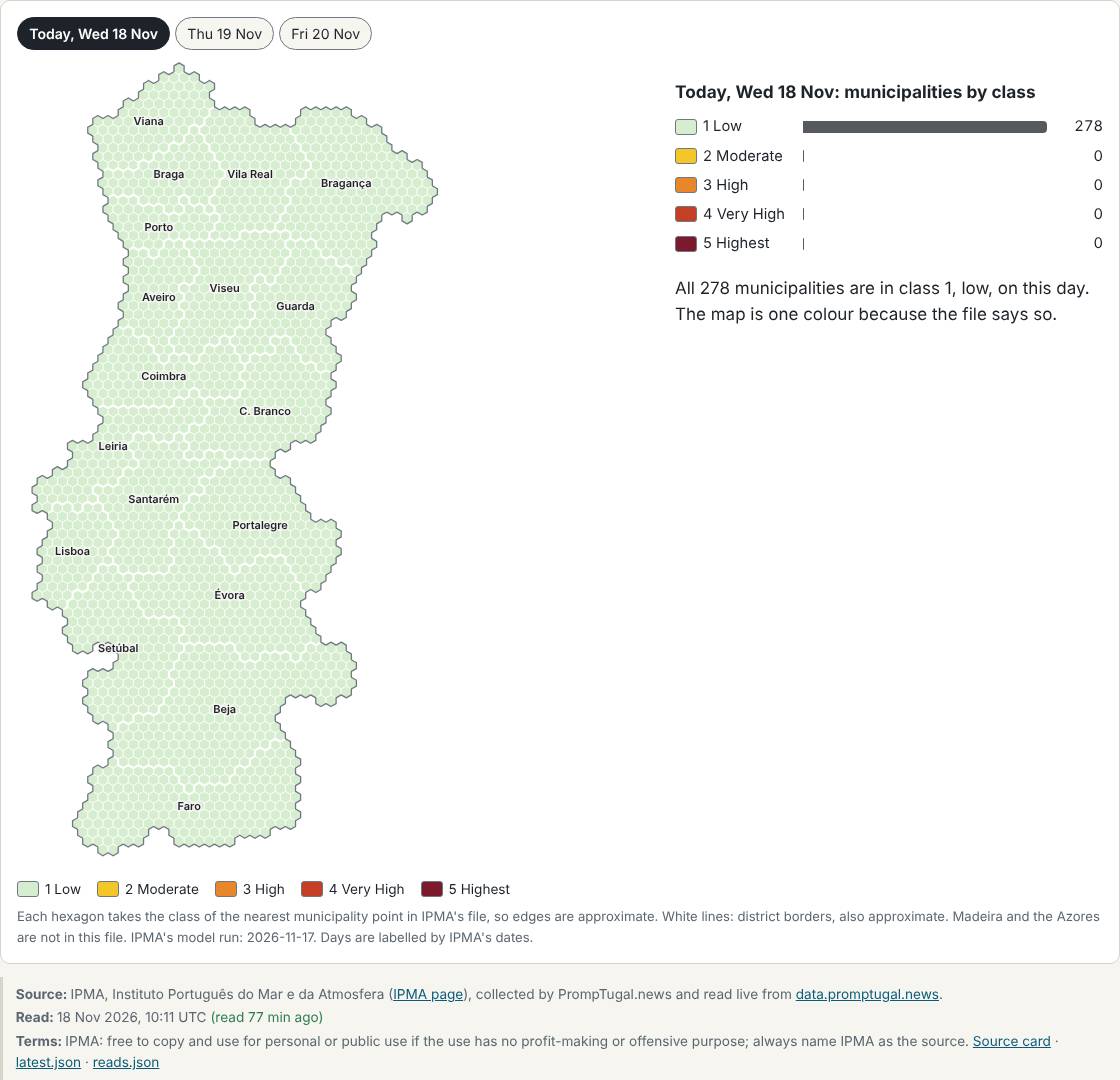 Today, Wed 18 Nov
Thu 19 Nov
Fri 20 Nov
Viana
Braga
Vila Real
Bragança
Porto
Viseu
Aveiro
Guarda
Coimbra
C. Branco
Leiria
Santarém
Portalegre
Lisboa
Évora
Setúbal
Beja
Faro
Today, Wed 18 Nov: municipalities by class
1 Low 278
2 Moderate 0
3 High 0
4 Very High 0
5 Highest 0
All 278 municipalities are in class 1, low, on this day.
The map is one colour because the file says so.
1 Low 2 Moderate 3 High 4 Very High 5 Highest
Each hexagon takes the class of the nearest municipality point in IPMA's file, so edges are approximate. White lines: district borders, also approximate. Madeira and the Azores
are not in this file. IPMA's model run: 2026-11-17. Days are labelled by IPMA's dates.
Source: IPMA, Instituto Português do Mar e da Atmosfera (IPMA page), collected by PrompTugal.news and read live from data.promptugal.news.
Read: 18 Nov 2026, 10:11 UTC (read 77 min ago)
Terms: IPMA: free to copy and use for personal or public use if the use has no profit-making or offensive purpose; always name IPMA as the source. Source card ·
latest.json · reads.json